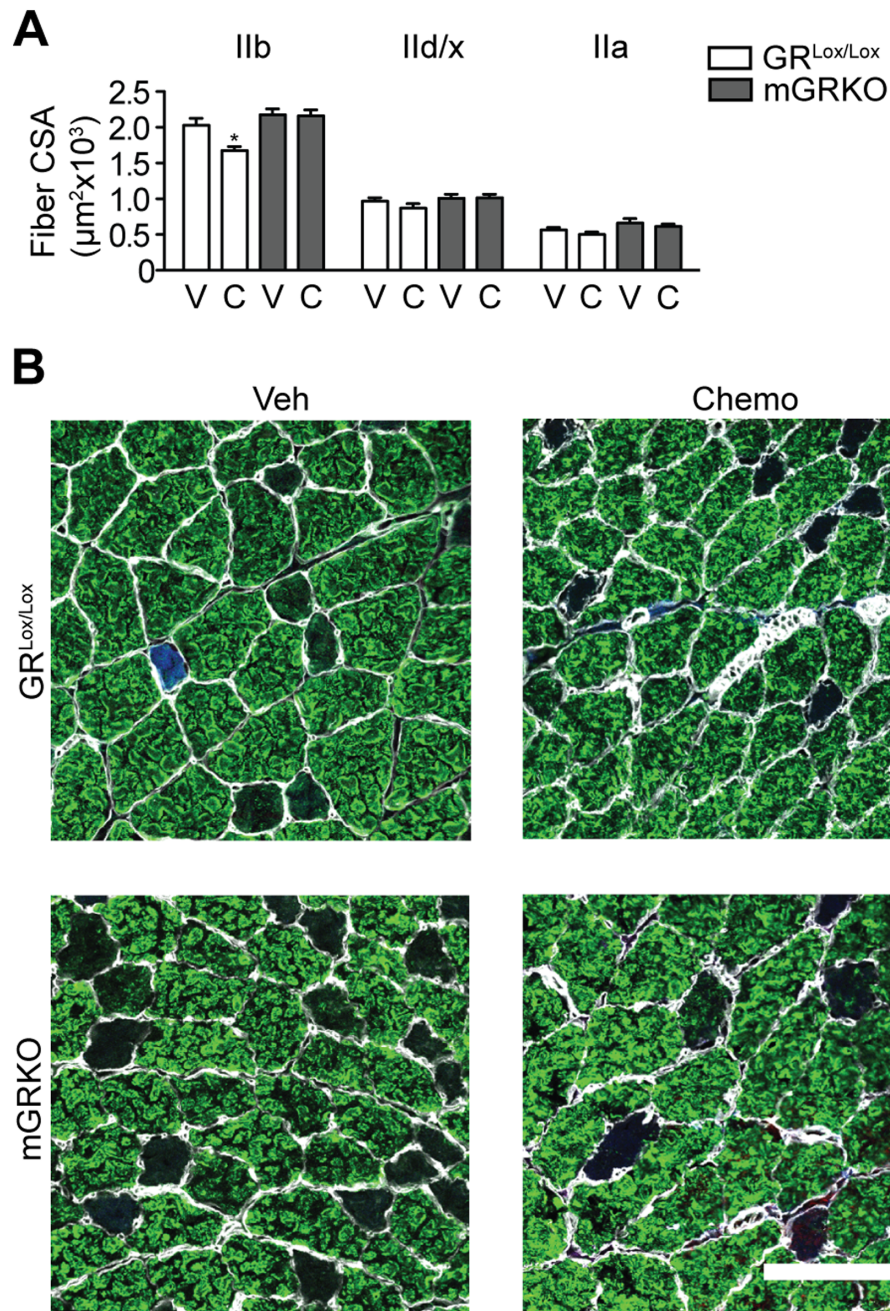 A
IIb IId/x IIa
GR^Lox/Lox
mGRKO
Fiber CSA
(µm²x10³)
2.5
2.0
1.5
1.0
0.5
0
V C V C V C V C V C V C
*
B
Veh Chemo
GR^Lox/Lox
mGRKO